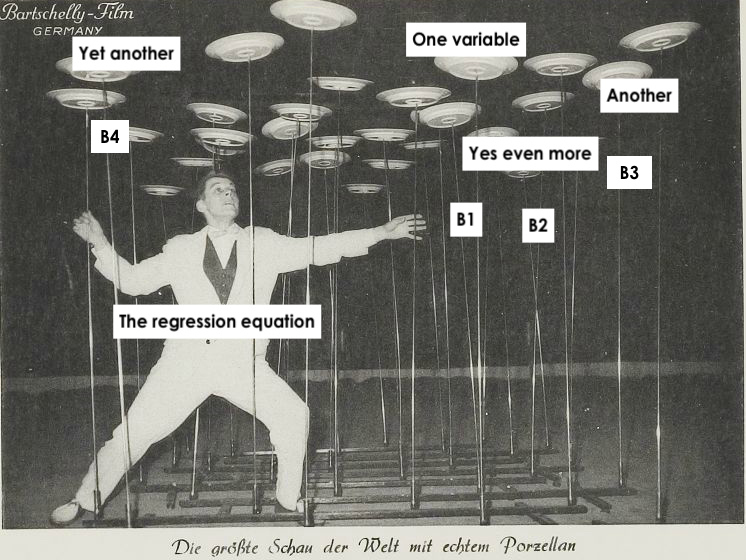 Bartschelly-Film
GERMANY
One variable
Yet another
Another
B4
Yes even more
B3
B1
B2
The regression equation
Die größte Schau der Welt mit echtem Porzellan